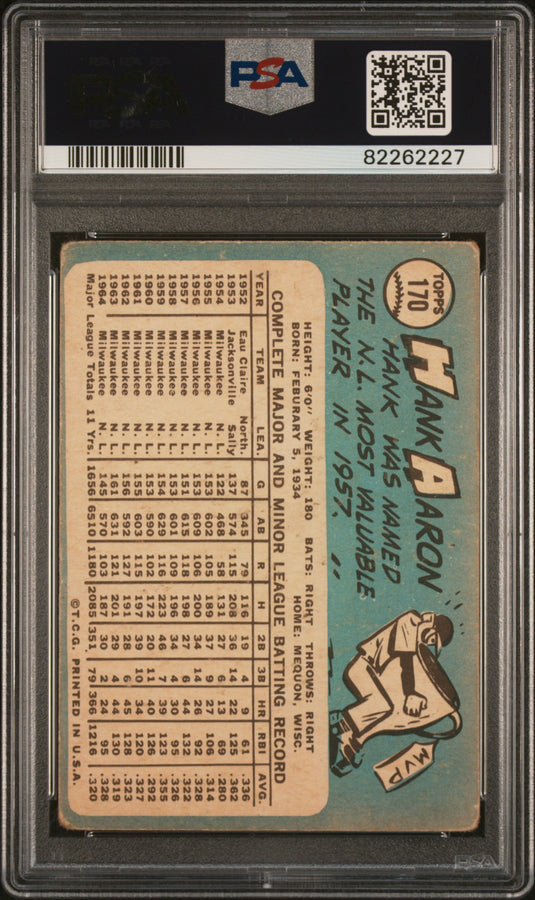 PSA
82262227
TOPPS
170
HANK AARON
HANK WAS NAMED
THE N.L. MOST VALUABLE
PLAYER IN 1957.
MVP
HEIGHT: 6'0" WEIGHT: 180 BATS: RIGHT THROWS: RIGHT
BORN: FEBURARY 5, 1934 HOME: MEQUON, WISC.
COMPLETE MAJOR AND MINOR LEAGUE BATTING RECORD
YEAR TEAM LEA. G AB R H 2B 3B HR RBI AVG.
1952 Eau Claire North. 87 345 79 116 19 4 9 61 .336
1953 Jacksonville Sally 137 574 115 208 36 14 22 125 .362
1954 Milwaukee N. L. 122 468 58 131 27 6 13 69 .280
1955 Milwaukee N. L. 153 602 105 189 37 9 27 106 .314
1956 Milwaukee N. L. 153 609 106 200 34 14 26 92 .328
1957 Milwaukee N. L. 151 615 118 198 27 6 44 132 .322
1958 Milwaukee N. L. 153 601 109 196 34 4 30 95 .326
1959 Milwaukee N. L. 154 629 116 223 46 7 39 123 .355
1960 Milwaukee N. L. 153 590 102 172 20 11 40 126 .292
1961 Milwaukee N. L. 155 603 115 197 39 10 34 120 .327
1962 Milwaukee N. L. 156 592 127 191 28 6 45 128 .323
1963 Milwaukee N. L. 161 631 121 201 29 4 44 130 .319
1964 Milwaukee N. L. 145 570 103 187 30 2 24 95 .328
Major League Totals 11 Yrs. 1656 6510 1180 2085 351 79 366 1216 .320
©T.C.G. PRINTED IN U.S.A.
PSA